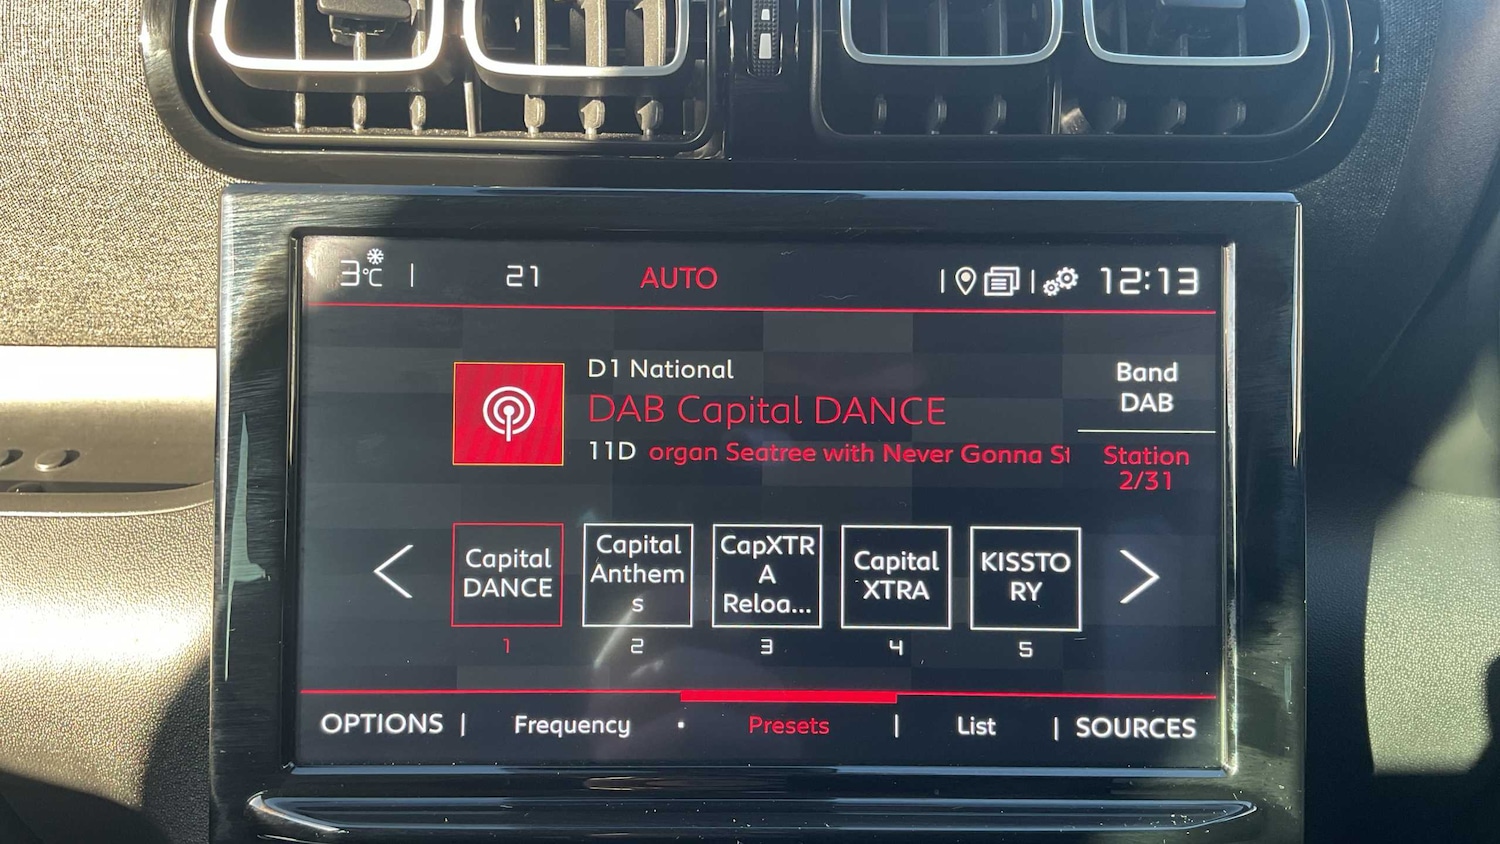 3°C | 21 AUTO | | 12:13
D1 National
DAB Capital DANCE
11D organ Seatree with Never Gonna St
Band
DAB
Station
2/31
Capital
DANCE
1
Capital
Anthem
s
2
CapXTR
A
Reloa...
3
Capital
XTRA
4
KISSTO
RY
5
OPTIONS | Frequency · Presets | List | SOURCES